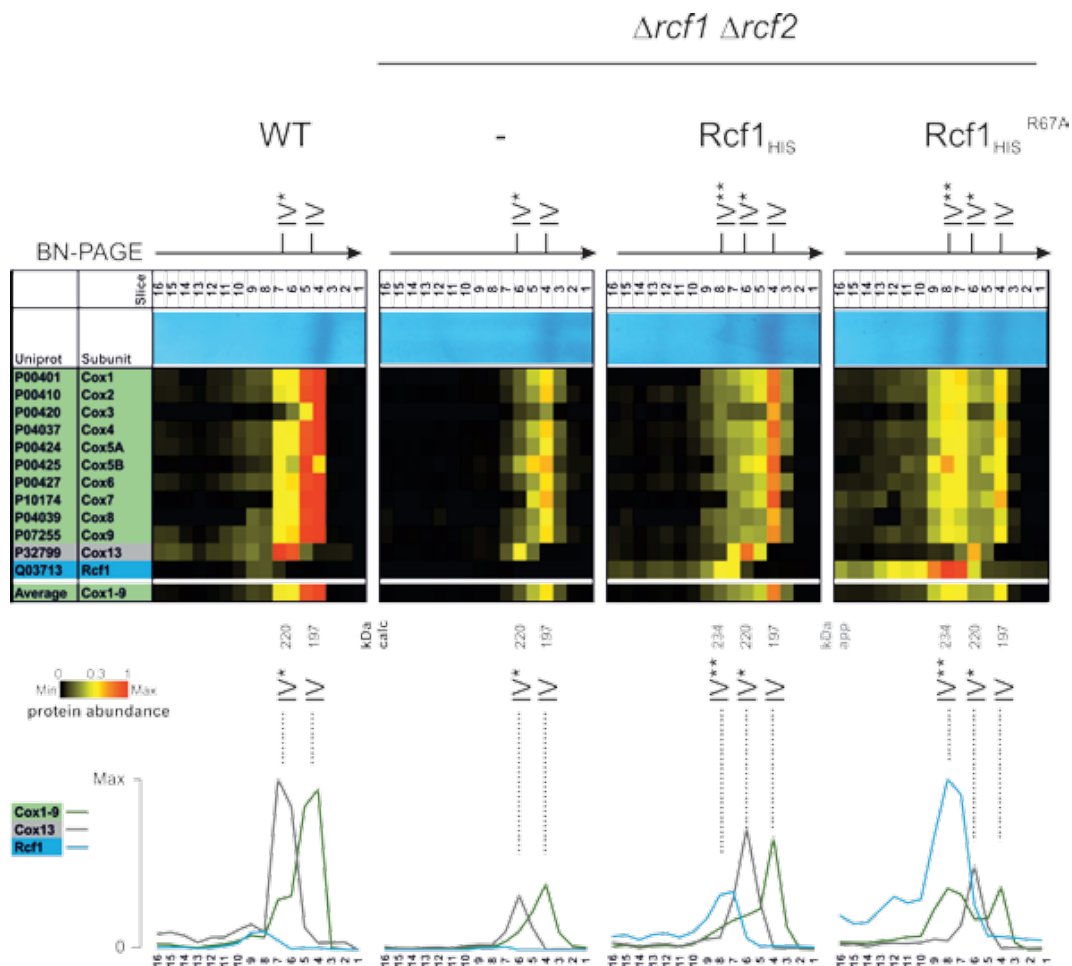 Δrcf1 Δrcf2
WT - Rcf1HIS Rcf1HIS R67A
IV* IV IV* IV IV** IV* IV IV** IV* IV
BN-PAGE
Slice 16 15 14 13 12 11 10 9 8 7 6 5 4 3 2 1 16 15 14 13 12 11 10 9 8 7 6 5 4 3 2 1 16 15 14 13 12 11 10 9 8 7 6 5 4 3 2 1 16 15 14 13 12 11 10 9 8 7 6 5 4 3 2 1
Uniprot Subunit
P00401 Cox1
P00410 Cox2
P00420 Cox3
P04037 Cox4
P00424 Cox5A
P00425 Cox5B
P00427 Cox6
P10174 Cox7
P04039 Cox8
P07255 Cox9
P32799 Cox13
Q03713 Rcf1
Average Cox1-9
220 197 kDa calc 220 197 234 220 197 kDa app 234 220 197
IV* IV IV* IV IV** IV* IV IV** IV* IV
0 0.3 1
Min Max
protein abundance
Max
Cox1-9
Cox13
Rcf1
0
16 15 14 13 12 11 10 9 8 7 6 5 4 3 2 1 16 15 14 13 12 11 10 9 8 7 6 5 4 3 2 1 16 15 14 13 12 11 10 9 8 7 6 5 4 3 2 1 16 15 14 13 12 11 10 9 8 7 6 5 4 3 2 1